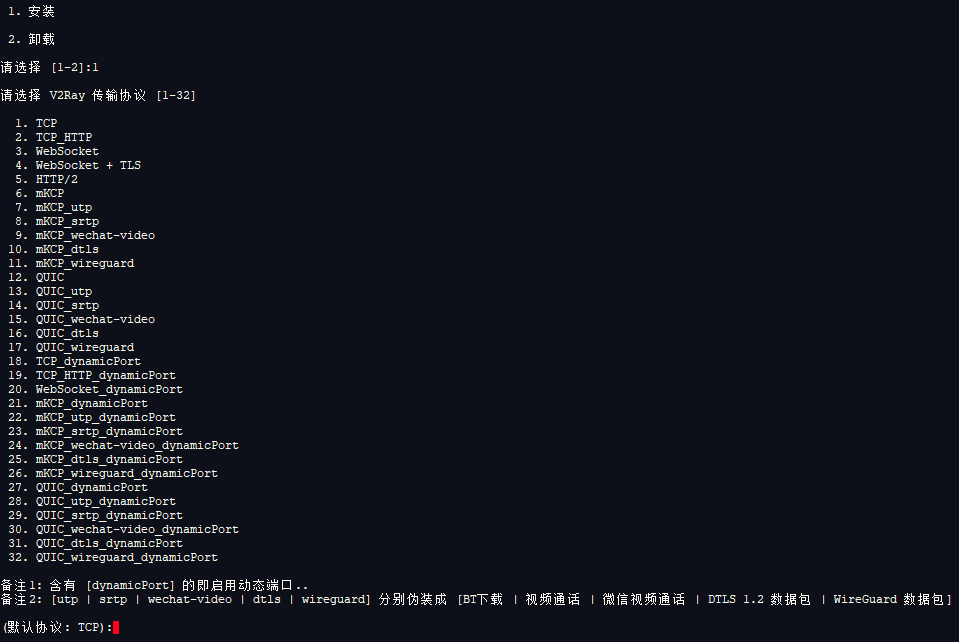 1. 安装
2. 卸载
请选择 [1-2]:1
请选择 V2Ray 传输协议 [1-32]
1. TCP
2. TCP_HTTP
3. WebSocket
4. WebSocket + TLS
5. HTTP/2
6. mKCP
7. mKCP_utp
8. mKCP_srtp
9. mKCP_wechat-video
10. mKCP_dtls
11. mKCP_wireguard
12. QUIC
13. QUIC_utp
14. QUIC_srtp
15. QUIC_wechat-video
16. QUIC_dtls
17. QUIC_wireguard
18. TCP_dynamicPort
19. TCP_HTTP_dynamicPort
20. WebSocket_dynamicPort
21. mKCP_dynamicPort
22. mKCP_utp_dynamicPort
23. mKCP_srtp_dynamicPort
24. mKCP_wechat-video_dynamicPort
25. mKCP_dtls_dynamicPort
26. mKCP_wireguard_dynamicPort
27. QUIC_dynamicPort
28. QUIC_utp_dynamicPort
29. QUIC_srtp_dynamicPort
30. QUIC_wechat-video_dynamicPort
31. QUIC_dtls_dynamicPort
32. QUIC_wireguard_dynamicPort
备注1: 含有 [dynamicPort] 的即启用动态端口..
备注2: [utp | srtp | wechat-video | dtls | wireguard] 分别伪装成 [BT下载 | 视频通话 | 微信视频通话 | DTLS 1.2 数据包 | WireGuard 数据包]
(默认协议: TCP):